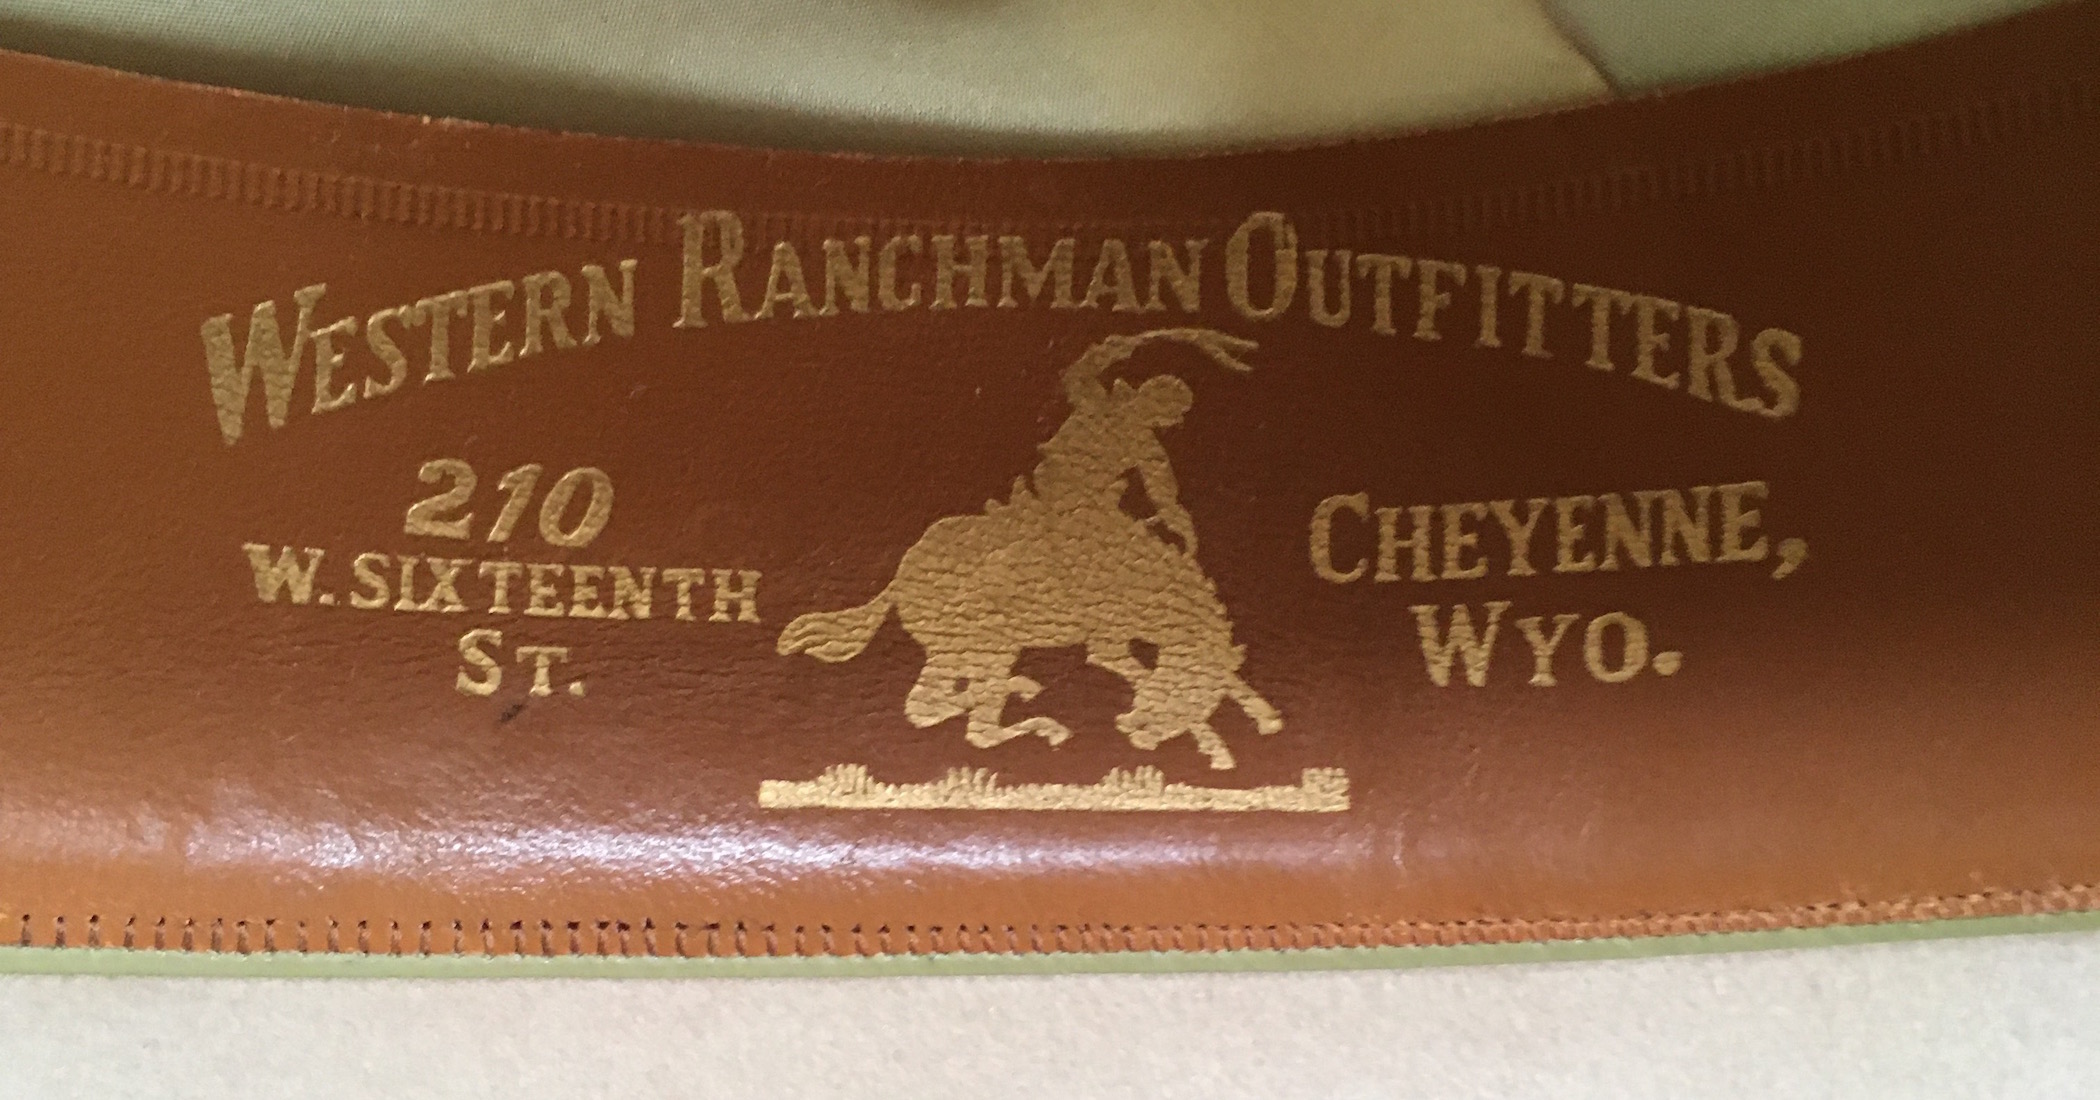 WESTERN RANCHMAN OUTFITTERS
210
W. SIXTEENTH
ST.
CHEYENNE,
WYO.